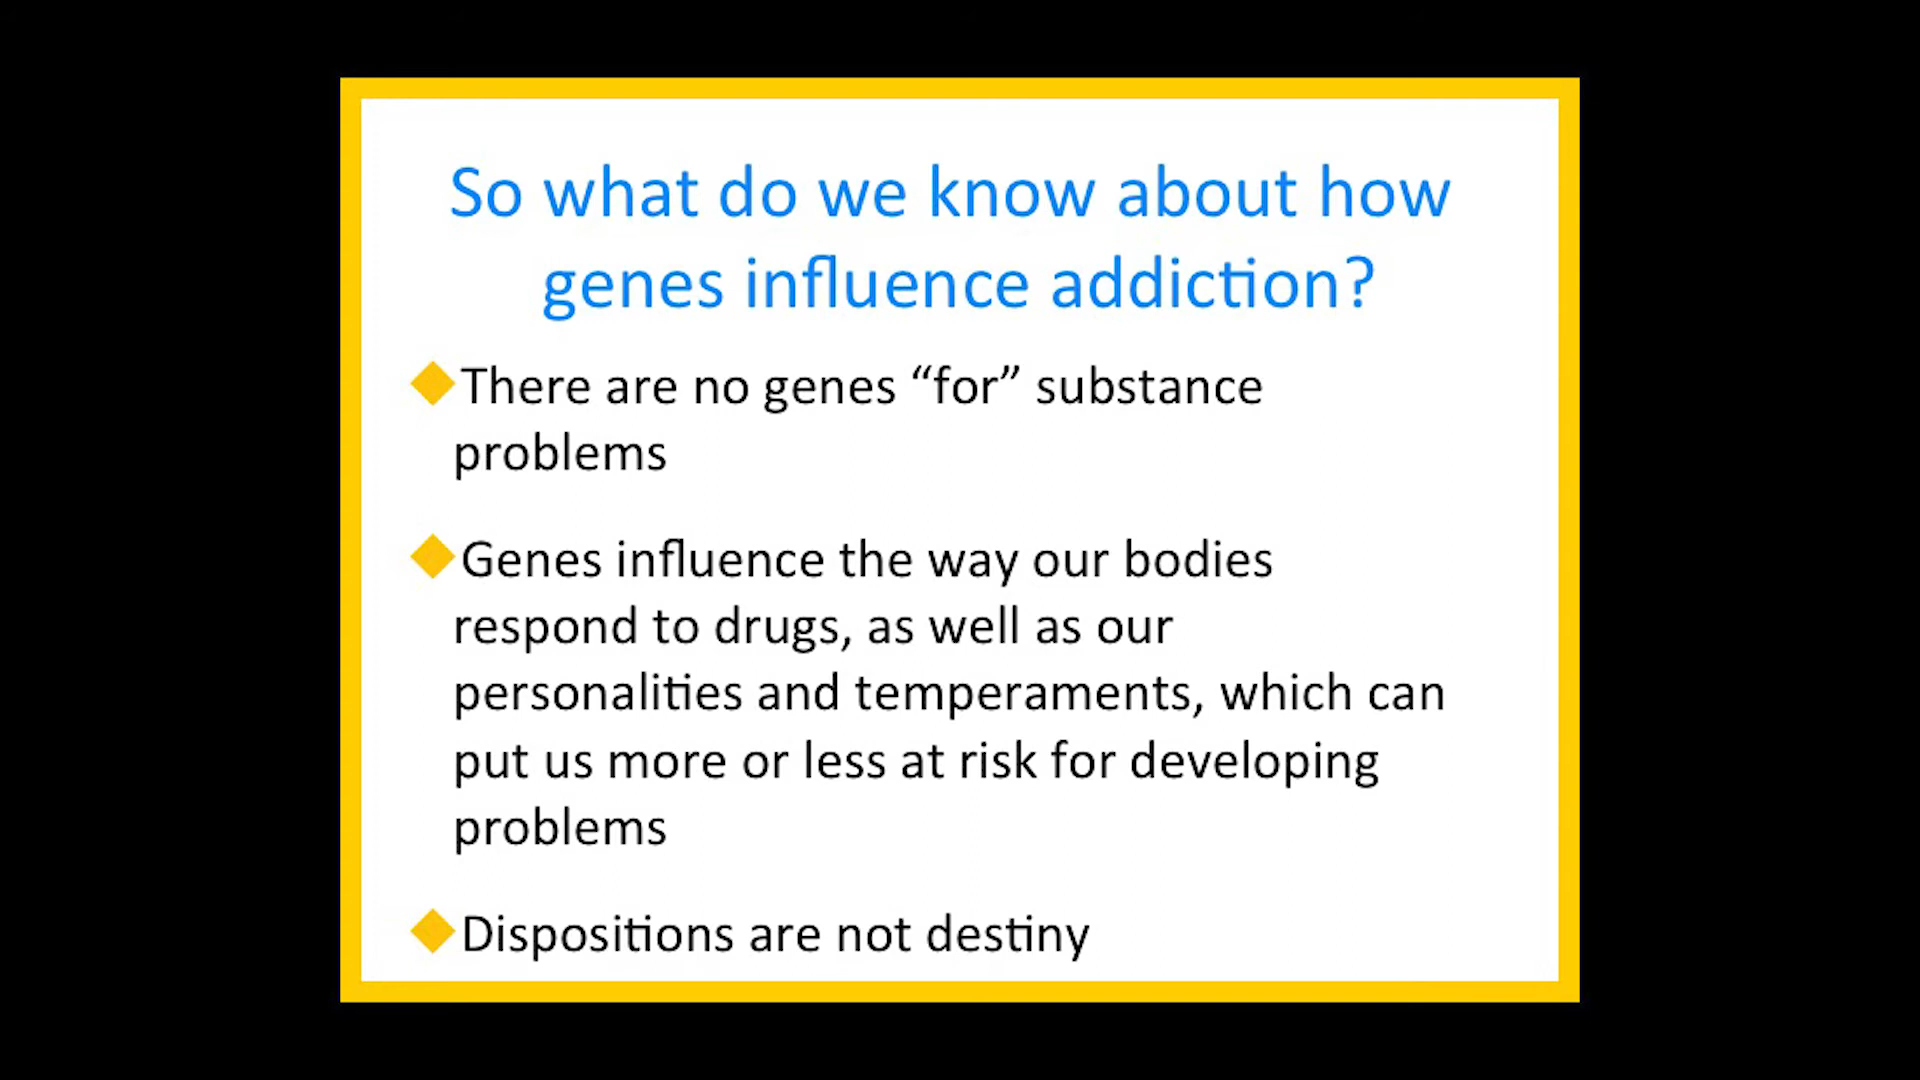 So what do we know about how
genes influence addiction?
There are no genes “for” substance
problems
Genes influence the way our bodies
respond to drugs, as well as our
personalities and temperaments, which can
put us more or less at risk for developing
problems
Dispositions are not destiny